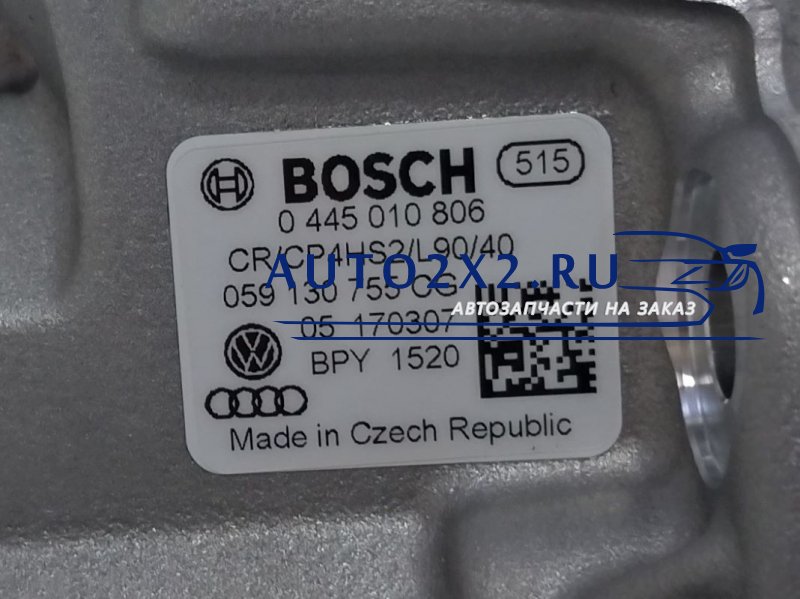 BOSCH 515
0 445 010 806
CR/CP4HS2/L90/40
AUTO2X2.RU
059 130 755 CG
АВТОЗАПЧАСТИ НА ЗАКАЗ
05 170307
BPY 1520
Made in Czech Republic